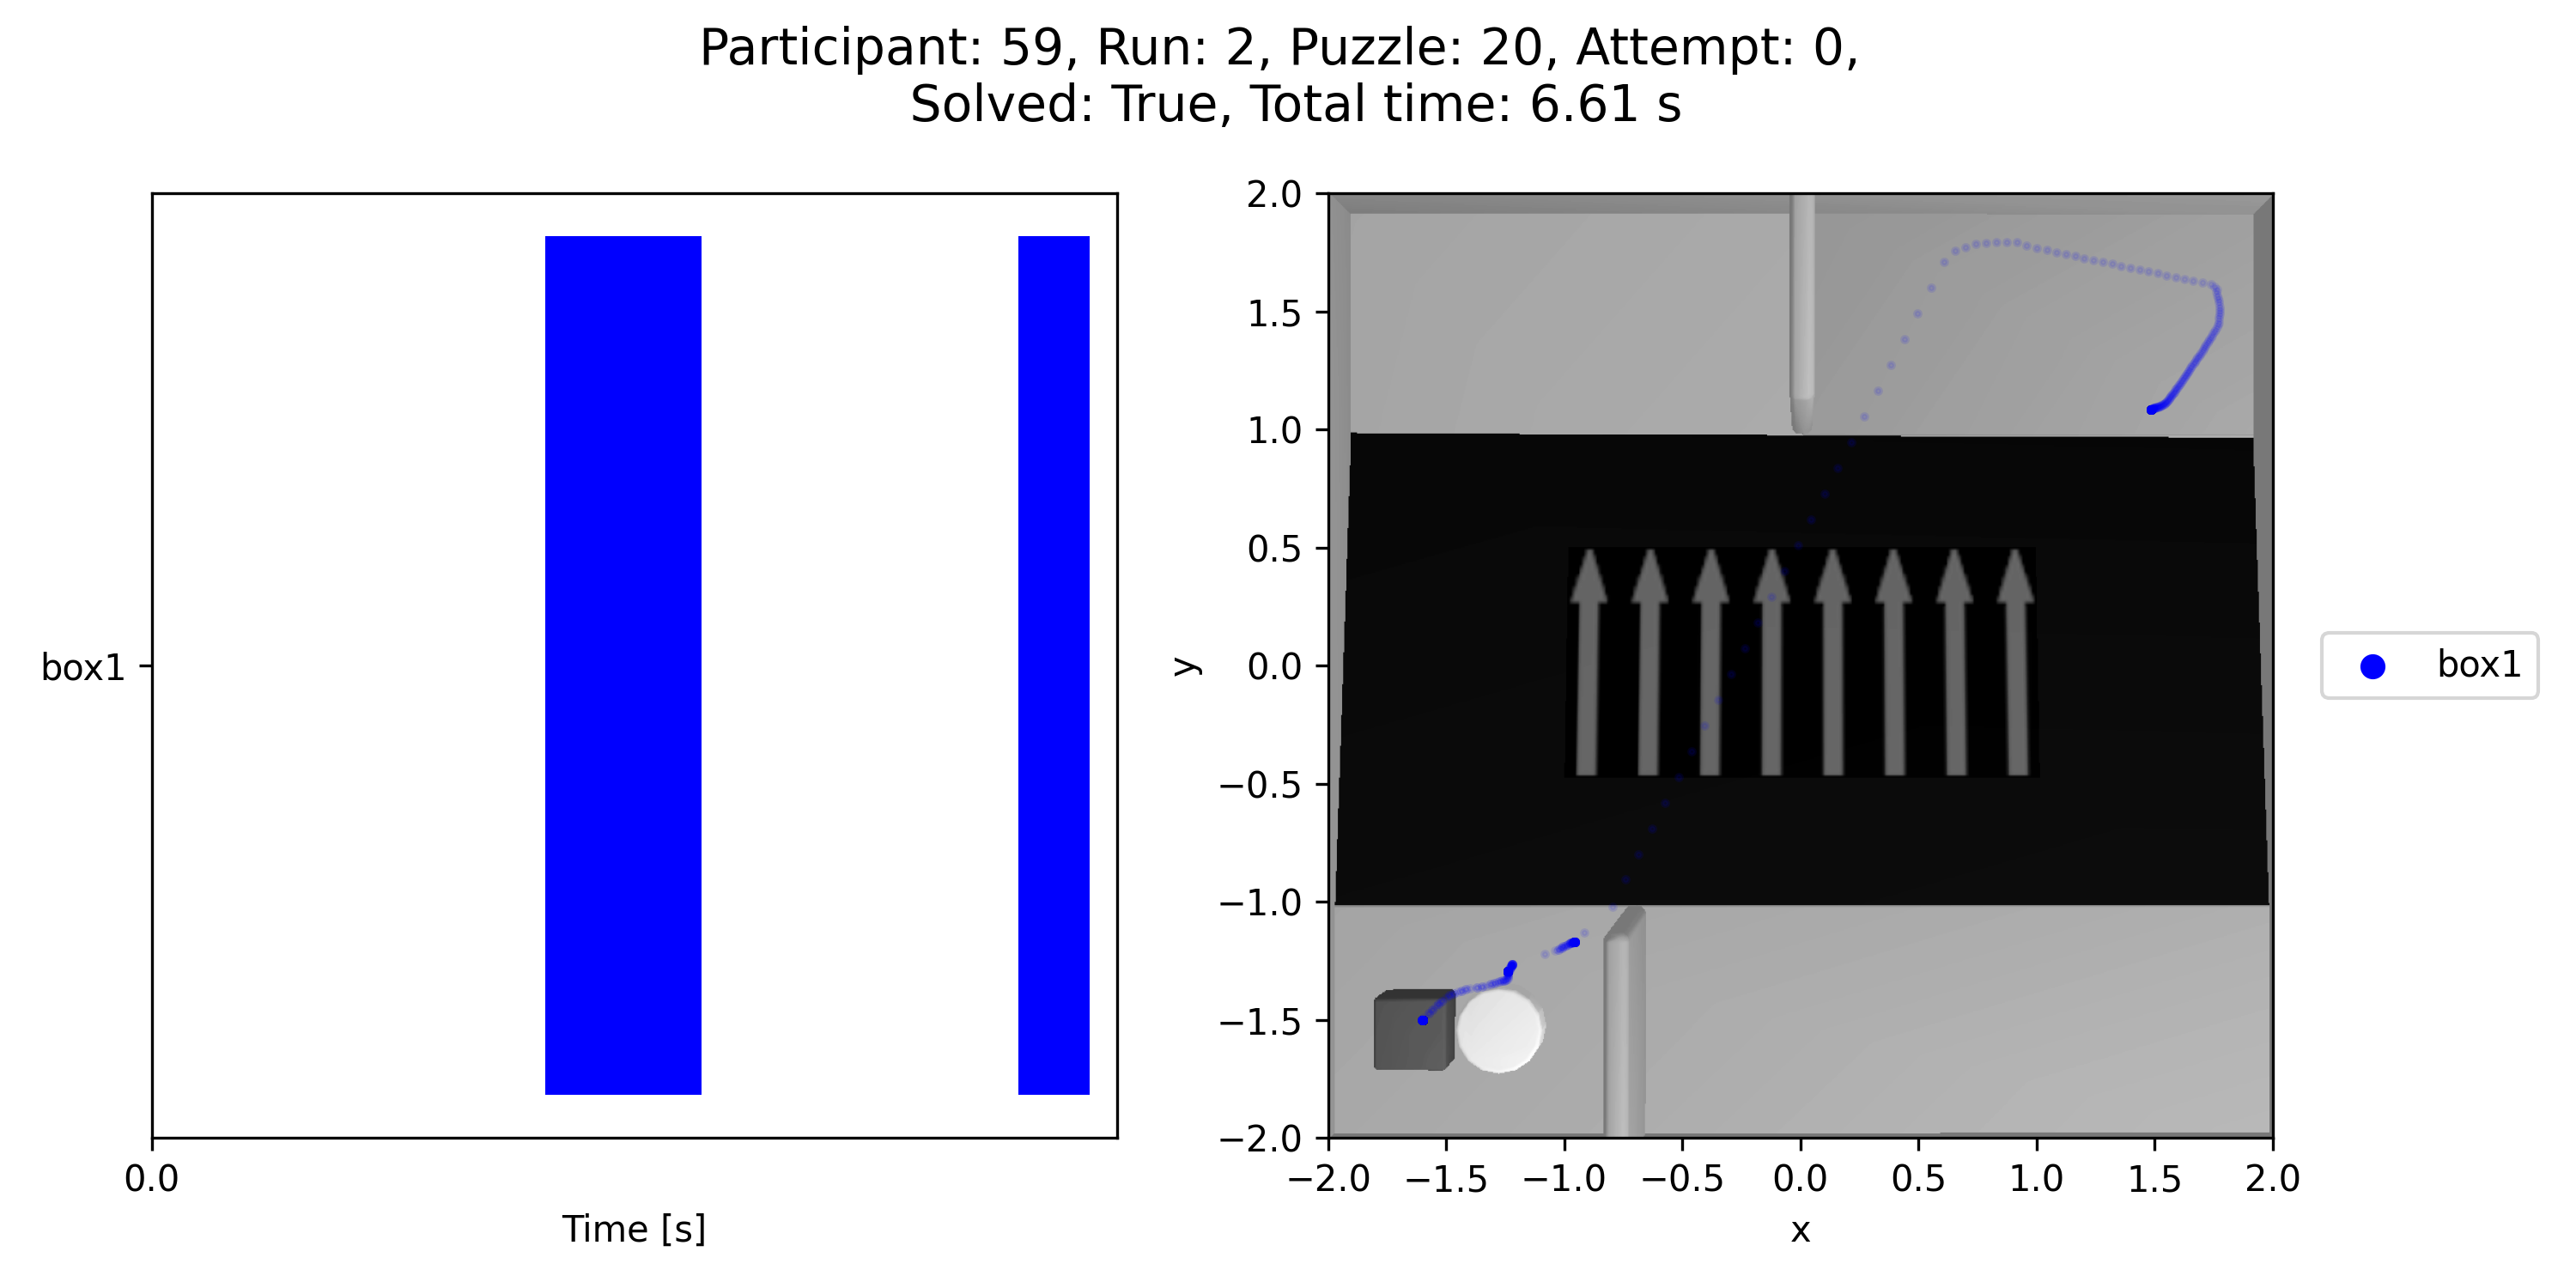 Participant: 59, Run: 2, Puzzle: 20, Attempt: 0,
Solved: True, Total time: 6.61 s
box1
0.0
Time [s]
2.0
1.5
1.0
0.5
0.0
−0.5
−1.0
−1.5
−2.0
y
−2.0 −1.5 −1.0 −0.5 0.0 0.5 1.0 1.5 2.0
x
box1